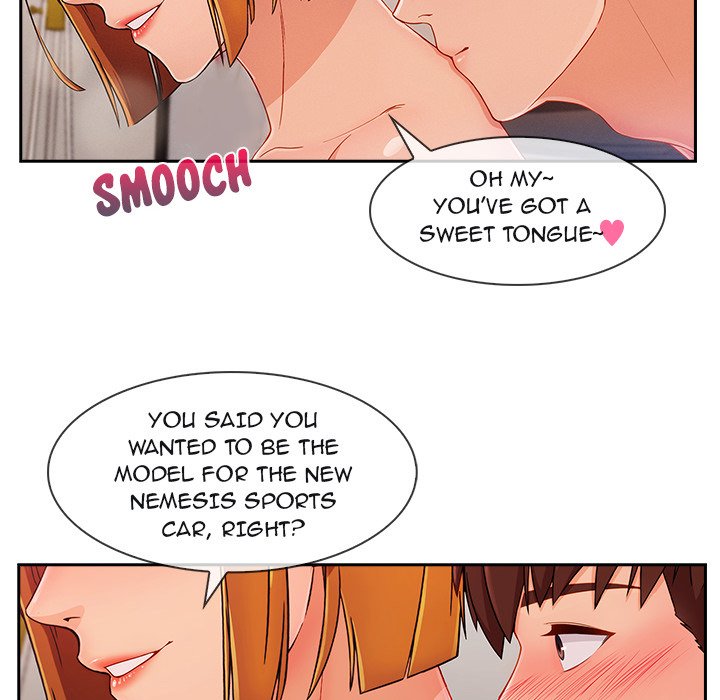 SMOOCH
OH MY~
YOU'VE GOT A
SWEET TONGUE~♥
YOU SAID YOU
WANTED TO BE THE
MODEL FOR THE NEW
NEMESIS SPORTS
CAR, RIGHT?